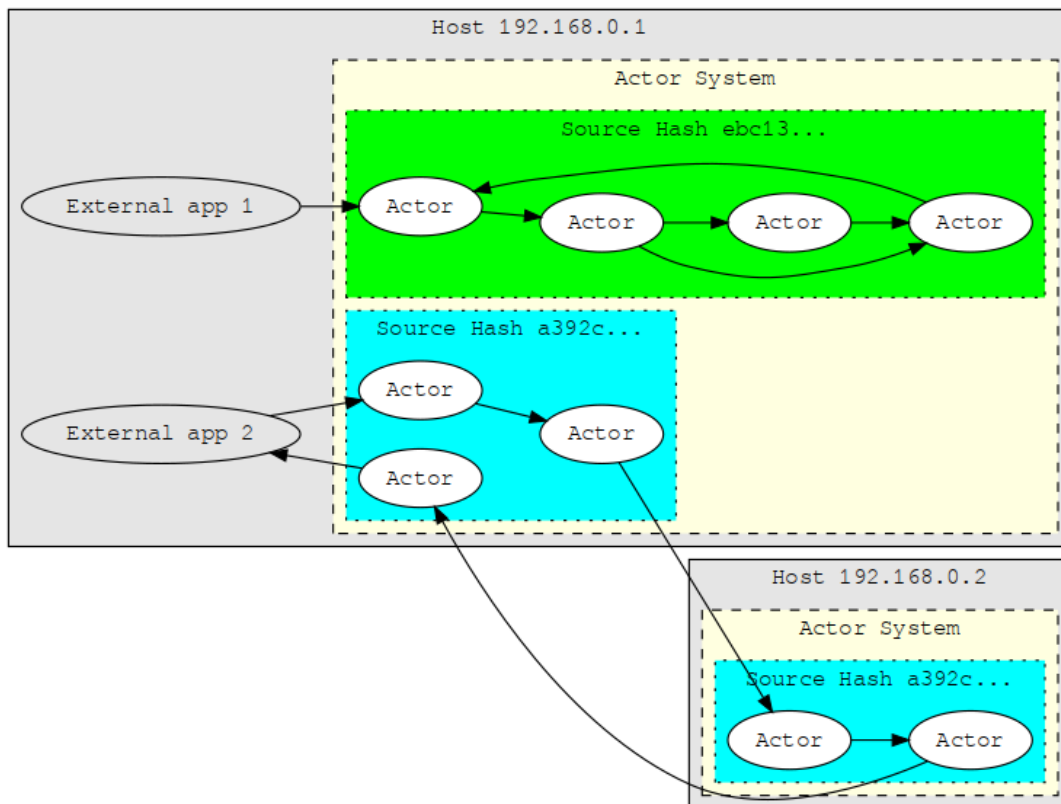 Host 192.168.0.1
Actor System
Source Hash ebc13...
External app 1
Actor
Actor
Actor
Actor
Source Hash a392c...
Actor
External app 2
Actor
Actor
Host 192.168.0.2
Actor System
Source Hash a392c...
Actor
Actor